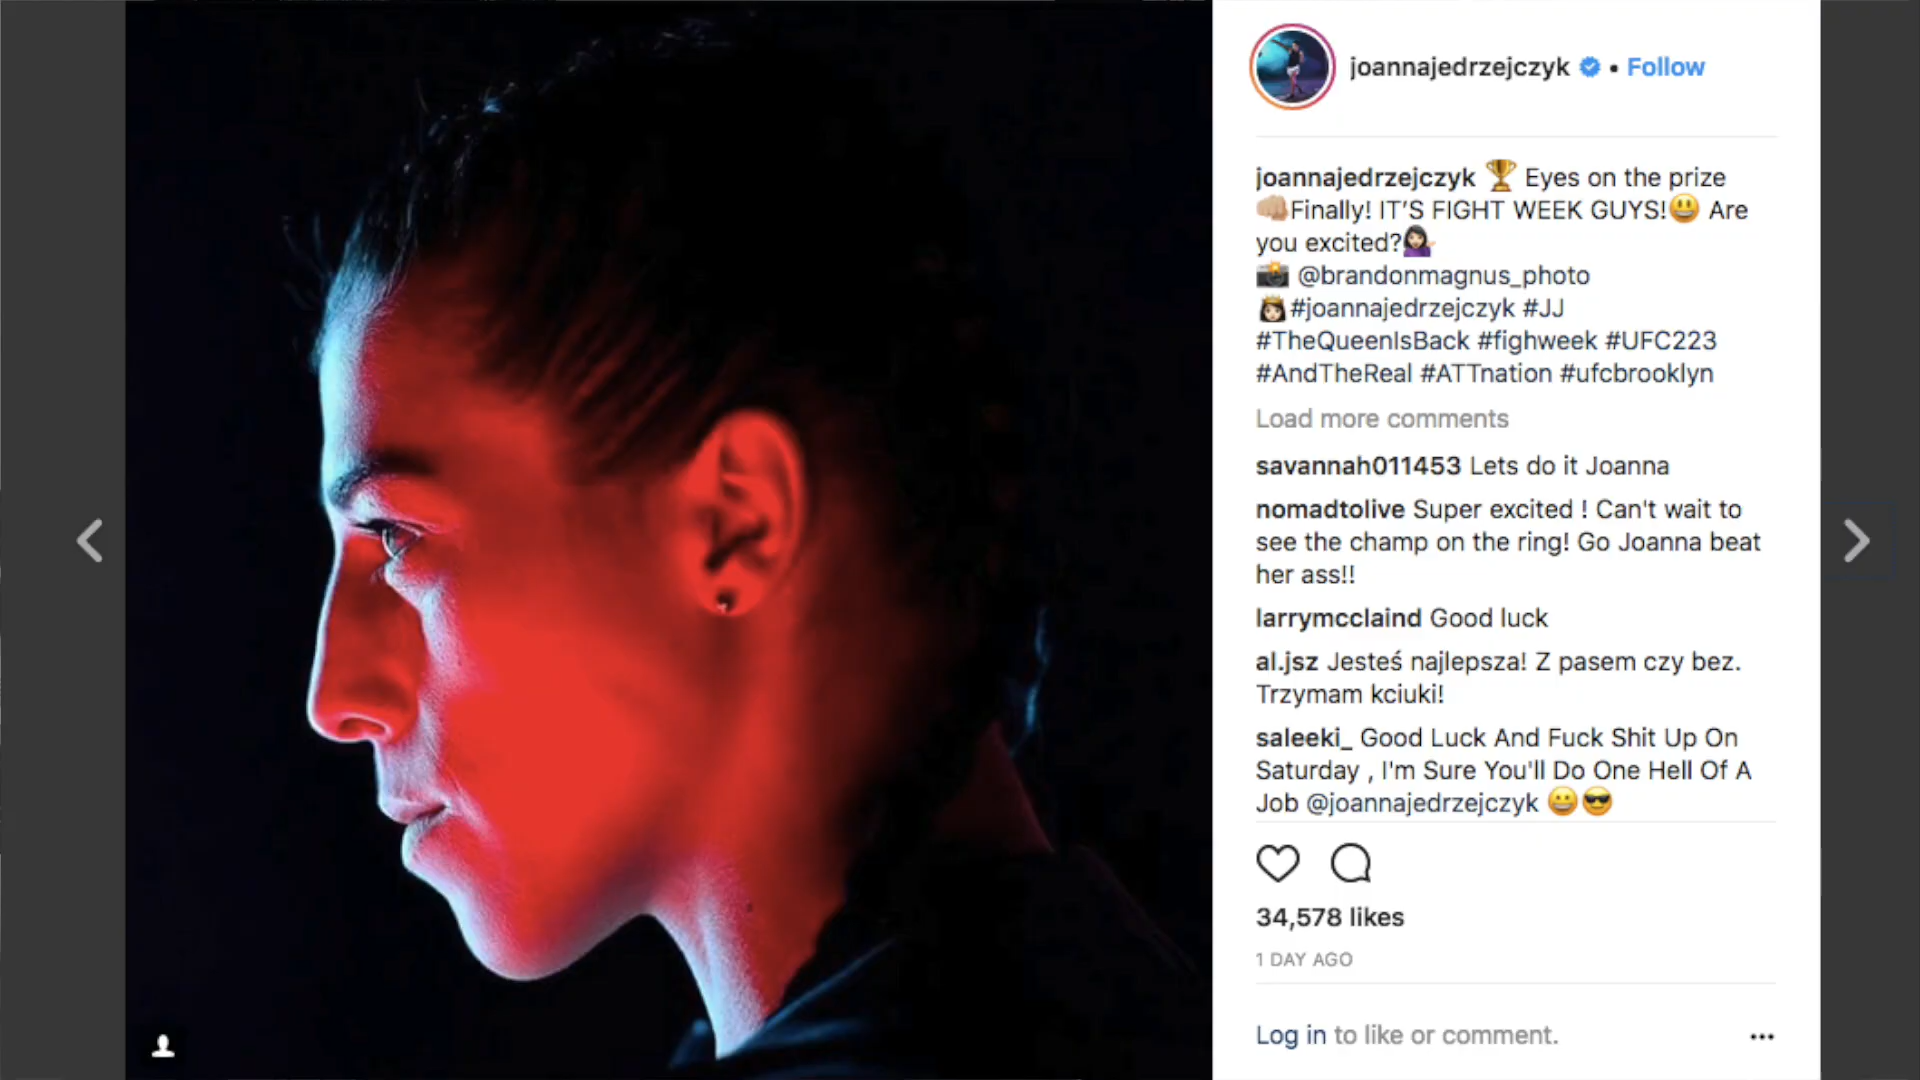 joannajedrzejczyk • Follow
joannajedrzejczyk 🏆 Eyes on the prize
👊🏼Finally! IT'S FIGHT WEEK GUYS!😃 Are
you excited?💁🏻‍♀️
📸 @brandonmagnus_photo
👸🏻#joannajedrzejczyk #JJ
#TheQueenIsBack #fighweek #UFC223
#AndTheReal #ATTnation #ufcbrooklyn
Load more comments
savannah011453 Lets do it Joanna
nomadtolive Super excited ! Can't wait to
see the champ on the ring! Go Joanna beat
her ass!!
larrymcclaind Good luck
al.jsz Jesteś najlepsza! Z pasem czy bez.
Trzymam kciuki!
saleeki_ Good Luck And Fuck Shit Up On
Saturday , I'm Sure You'll Do One Hell Of A
Job @joannajedrzejczyk 😀😎
34,578 likes
1 DAY AGO
Log in to like or comment.